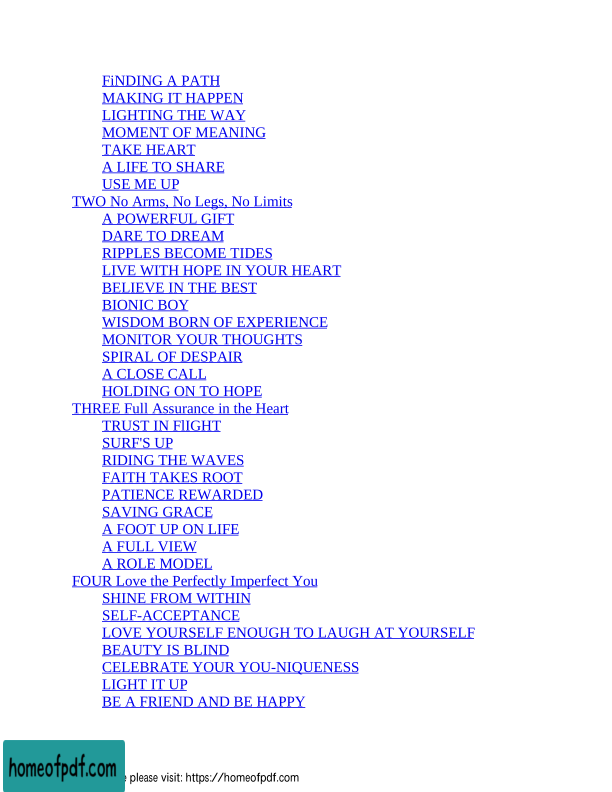 FiNDING A PATH
MAKING IT HAPPEN
LIGHTING THE WAY
MOMENT OF MEANING
TAKE HEART
A LIFE TO SHARE
USE ME UP
TWO No Arms, No Legs, No Limits
A POWERFUL GIFT
DARE TO DREAM
RIPPLES BECOME TIDES
LIVE WITH HOPE IN YOUR HEART
BELIEVE IN THE BEST
BIONIC BOY
WISDOM BORN OF EXPERIENCE
MONITOR YOUR THOUGHTS
SPIRAL OF DESPAIR
A CLOSE CALL
HOLDING ON TO HOPE
THREE Full Assurance in the Heart
TRUST IN FlIGHT
SURF'S UP
RIDING THE WAVES
FAITH TAKES ROOT
PATIENCE REWARDED
SAVING GRACE
A FOOT UP ON LIFE
A FULL VIEW
A ROLE MODEL
FOUR Love the Perfectly Imperfect You
SHINE FROM WITHIN
SELF-ACCEPTANCE
LOVE YOURSELF ENOUGH TO LAUGH AT YOURSELF
BEAUTY IS BLIND
CELEBRATE YOUR YOU-NIQUENESS
LIGHT IT UP
BE A FRIEND AND BE HAPPY
homeofpdf.com
please visit: https://homeofpdf.com